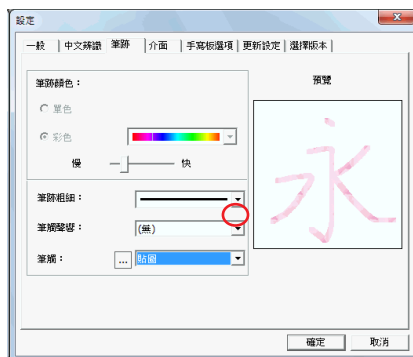 設定
一般 中文辨識 筆跡 介面 手寫板選項 更新設定 選擇版本
筆跡顏色：
單色
彩色
慢 快
筆跡粗細：
筆觸聲響： (無)
筆觸： ... 貼圖
預覽
永
確定 取消